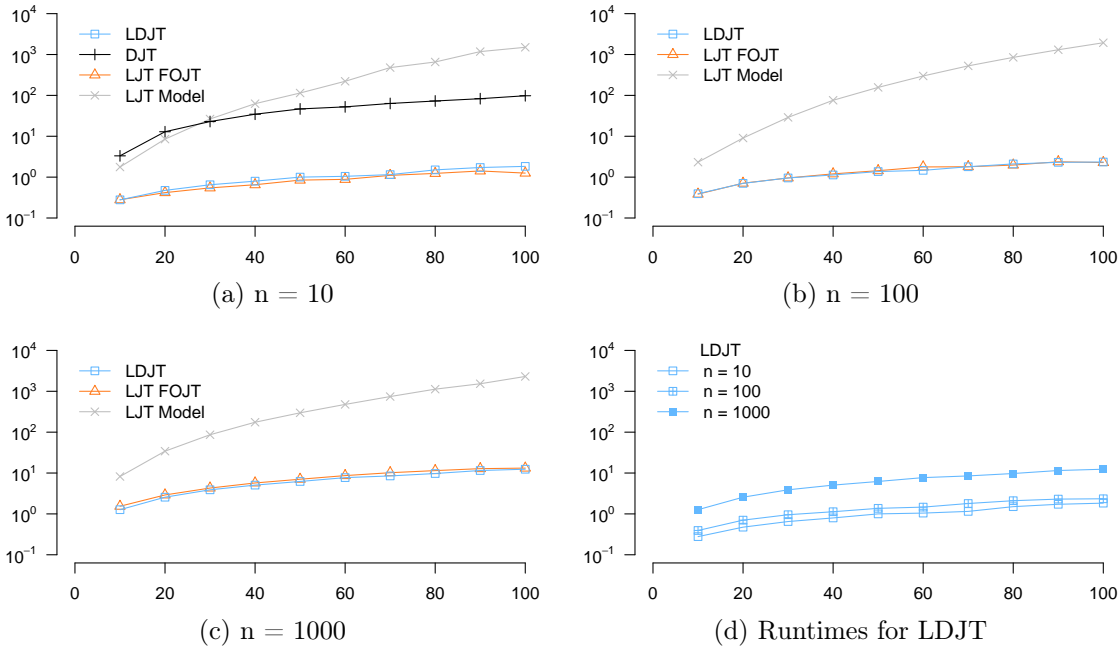 10^4
10^3
10^2
10^1
10^0
10^−1
LDJT
DJT
LJT FOJT
LJT Model
0 20 40 60 80 100
(a) n = 10
10^4
10^3
10^2
10^1
10^0
10^−1
LDJT
LJT FOJT
LJT Model
0 20 40 60 80 100
(b) n = 100
10^4
10^3
10^2
10^1
10^0
10^−1
LDJT
LJT FOJT
LJT Model
0 20 40 60 80 100
(c) n = 1000
10^4
10^3
10^2
10^1
10^0
10^−1
LDJT
n = 10
n = 100
n = 1000
0 20 40 60 80 100
(d) Runtimes for LDJT